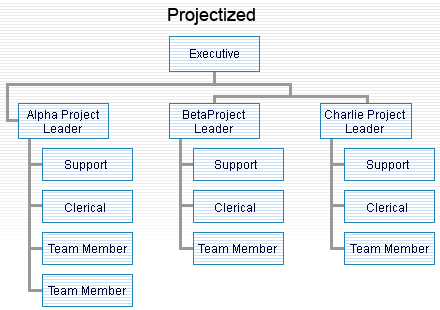 Projectized
Executive
Alpha Project
Leader
BetaProject
Leader
Charlie Project
Leader
Support
Support
Support
Clerical
Clerical
Clerical
Team Member
Team Member
Team Member
Team Member